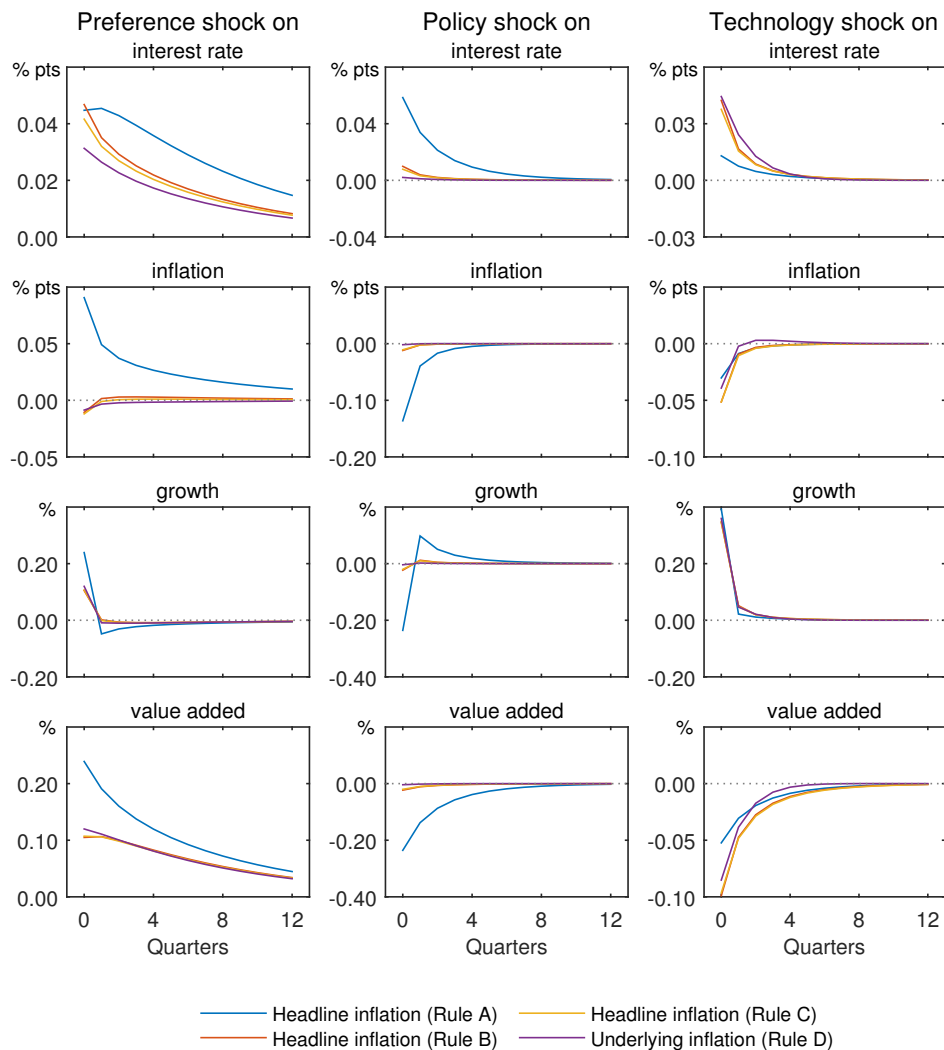 Preference shock on Policy shock on Technology shock on
interest rate interest rate interest rate
% pts % pts % pts
0.04 0.04 0.03
0.02 0.00 0.00
0.00 -0.04 -0.03
inflation inflation inflation
% pts % pts % pts
0.05 0.00 0.00
0.00 -0.10 -0.05
-0.05 -0.20 -0.10
growth growth growth
% % %
0.20 0.00 0.20
0.00 -0.20 0.00
-0.20 -0.40 -0.20
value added value added value added
% % %
0.20 0.00 0.00
0.10 -0.20 -0.05
0.00 -0.40 -0.10
0 4 8 12 0 4 8 12 0 4 8 12
Quarters Quarters Quarters
Headline inflation (Rule A) Headline inflation (Rule C)
Headline inflation (Rule B) Underlying inflation (Rule D)